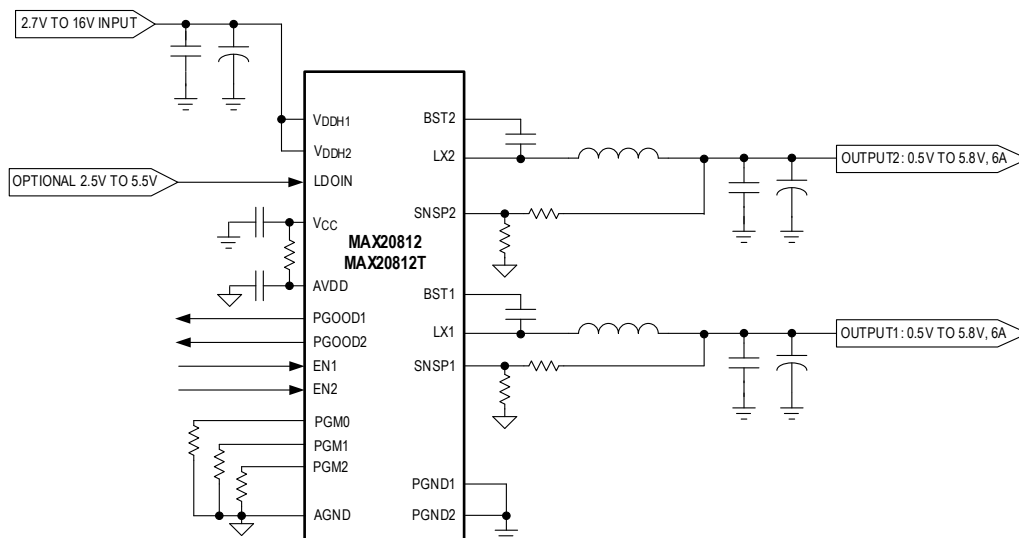 2.7V TO 16V INPUT
VDDH1
VDDH2
OPTIONAL 2.5V TO 5.5V
LDOIN
VCC
AVDD
PGOOD1
PGOOD2
EN1
EN2
PGM0
PGM1
PGM2
AGND
MAX20812
MAX20812T
BST2
LX2
SNSP2
BST1
LX1
SNSP1
PGND1
PGND2
OUTPUT2: 0.5V TO 5.8V, 6A
OUTPUT1: 0.5V TO 5.8V, 6A